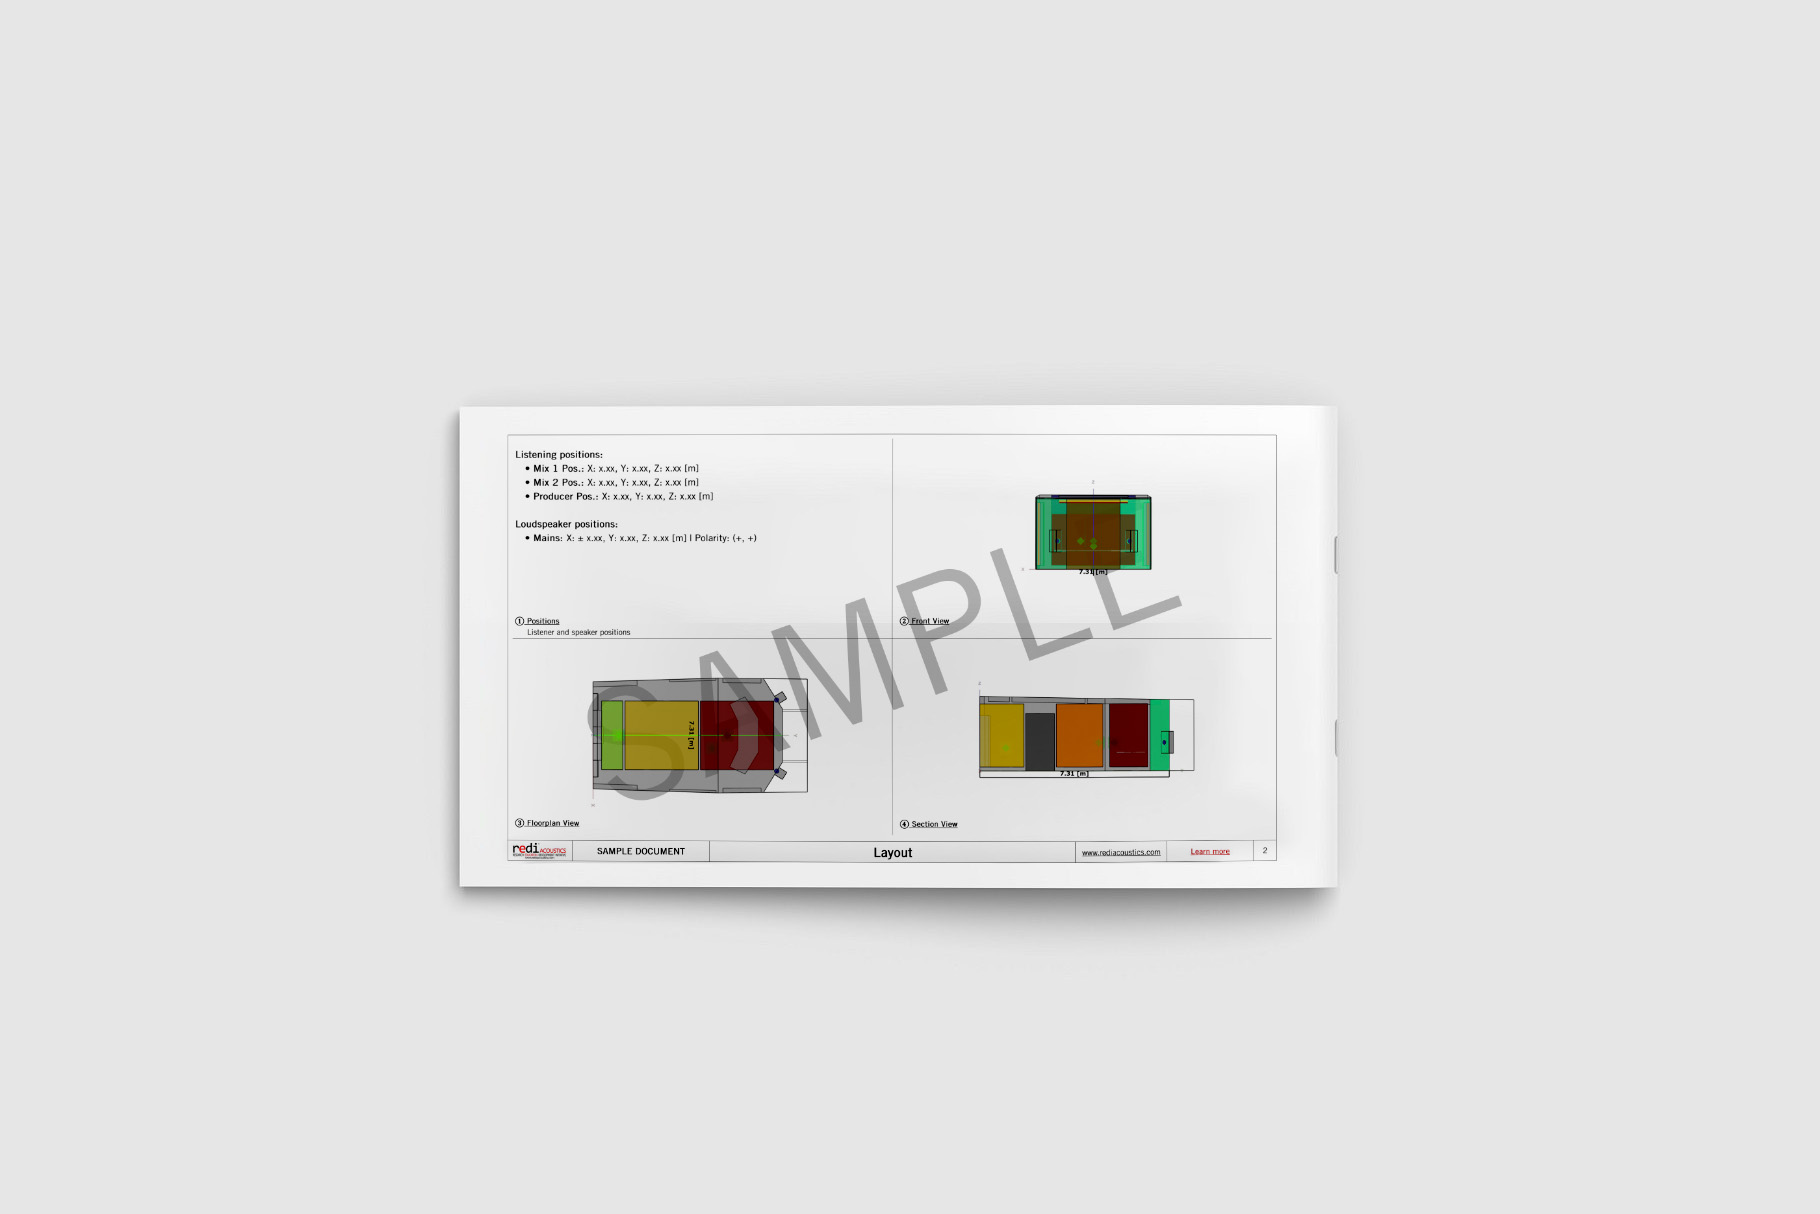 Listening positions:
• Mix 1 Pos.: X: x.xx, Y: x.xx, Z: x.xx [m]
• Mix 2 Pos.: X: x.xx, Y: x.xx, Z: x.xx [m]
• Producer Pos.: X: x.xx, Y: x.xx, Z: x.xx [m]
Loudspeaker positions:
• Mains: X: ± x.xx, Y: x.xx, Z: x.xx [m] | Polarity: (+, +)
① Positions
Listener and speaker positions
7.31 [m]
② Front View
SAMPLE
7.31 [m]
③ Floorplan View
7.31 [m]
④ Section View
redi ACOUSTICS
SAMPLE DOCUMENT
Layout
www.rediacoustics.com
Learn more
2